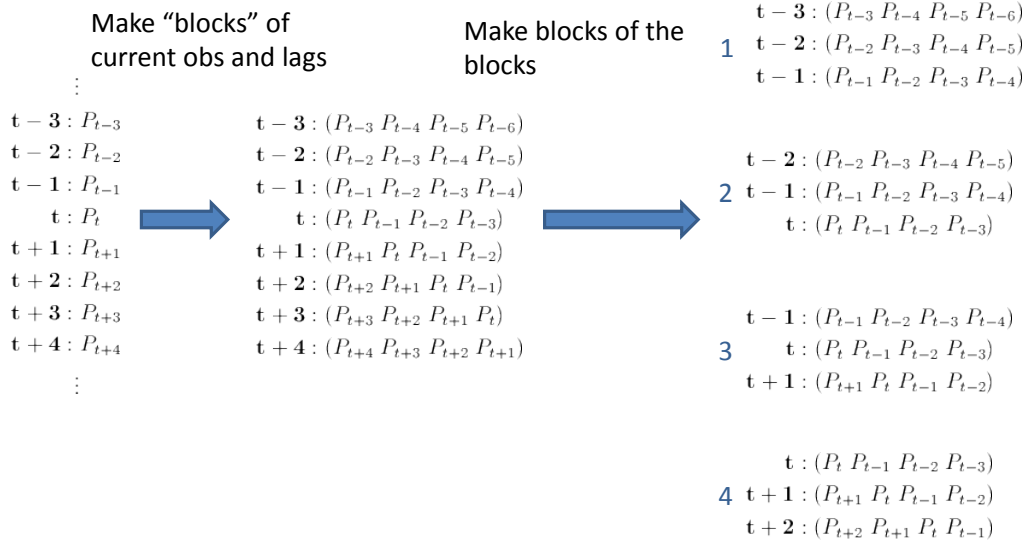 Make “blocks” of
current obs and lags
⋮
t − 3 : P_{t−3}
t − 2 : P_{t−2}
t − 1 : P_{t−1}
t : P_t
t + 1 : P_{t+1}
t + 2 : P_{t+2}
t + 3 : P_{t+3}
t + 4 : P_{t+4}
⋮
t − 3 : (P_{t−3} P_{t−4} P_{t−5} P_{t−6})
t − 2 : (P_{t−2} P_{t−3} P_{t−4} P_{t−5})
t − 1 : (P_{t−1} P_{t−2} P_{t−3} P_{t−4})
t : (P_t P_{t−1} P_{t−2} P_{t−3})
t + 1 : (P_{t+1} P_t P_{t−1} P_{t−2})
t + 2 : (P_{t+2} P_{t+1} P_t P_{t−1})
t + 3 : (P_{t+3} P_{t+2} P_{t+1} P_t)
t + 4 : (P_{t+4} P_{t+3} P_{t+2} P_{t+1})
Make blocks of the
blocks
1
t − 3 : (P_{t−3} P_{t−4} P_{t−5} P_{t−6})
t − 2 : (P_{t−2} P_{t−3} P_{t−4} P_{t−5})
t − 1 : (P_{t−1} P_{t−2} P_{t−3} P_{t−4})
2
t − 2 : (P_{t−2} P_{t−3} P_{t−4} P_{t−5})
t − 1 : (P_{t−1} P_{t−2} P_{t−3} P_{t−4})
t : (P_t P_{t−1} P_{t−2} P_{t−3})
3
t − 1 : (P_{t−1} P_{t−2} P_{t−3} P_{t−4})
t : (P_t P_{t−1} P_{t−2} P_{t−3})
t + 1 : (P_{t+1} P_t P_{t−1} P_{t−2})
4
t : (P_t P_{t−1} P_{t−2} P_{t−3})
t + 1 : (P_{t+1} P_t P_{t−1} P_{t−2})
t + 2 : (P_{t+2} P_{t+1} P_t P_{t−1})